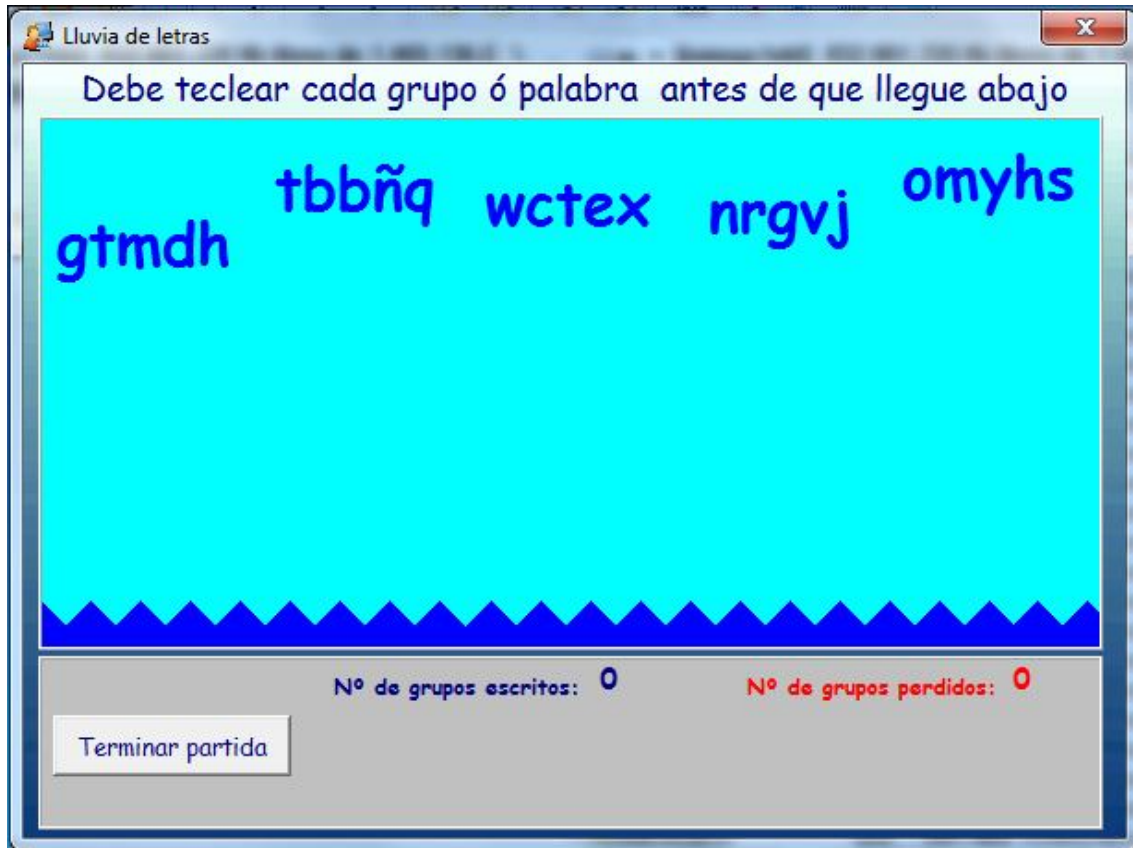 Lluvia de letras
Debe teclear cada grupo ó palabra antes de que llegue abajo
gtmdh tbbñq wctex nrgvj omyhs
Nº de grupos escritos: 0 Nº de grupos perdidos: 0
Terminar partida